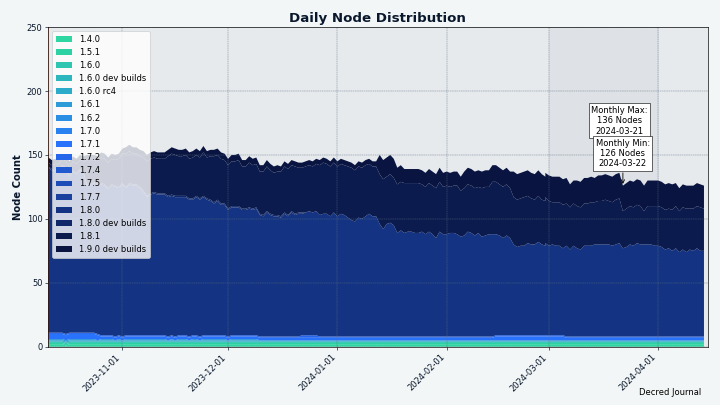 Daily Node Distribution
250
200
150
100
50
0
Node Count
1.4.0
1.5.1
1.6.0
1.6.0 dev builds
1.6.0 rc4
1.6.1
1.6.2
1.7.0
1.7.1
1.7.2
1.7.4
1.7.5
1.7.7
1.8.0
1.8.0 dev builds
1.8.1
1.9.0 dev builds
Monthly Max:
136 Nodes
2024-03-21
Monthly Min:
126 Nodes
2024-03-22
2023-11-01
2023-12-01
2024-01-01
2024-02-01
2024-03-01
2024-04-01
Decred Journal